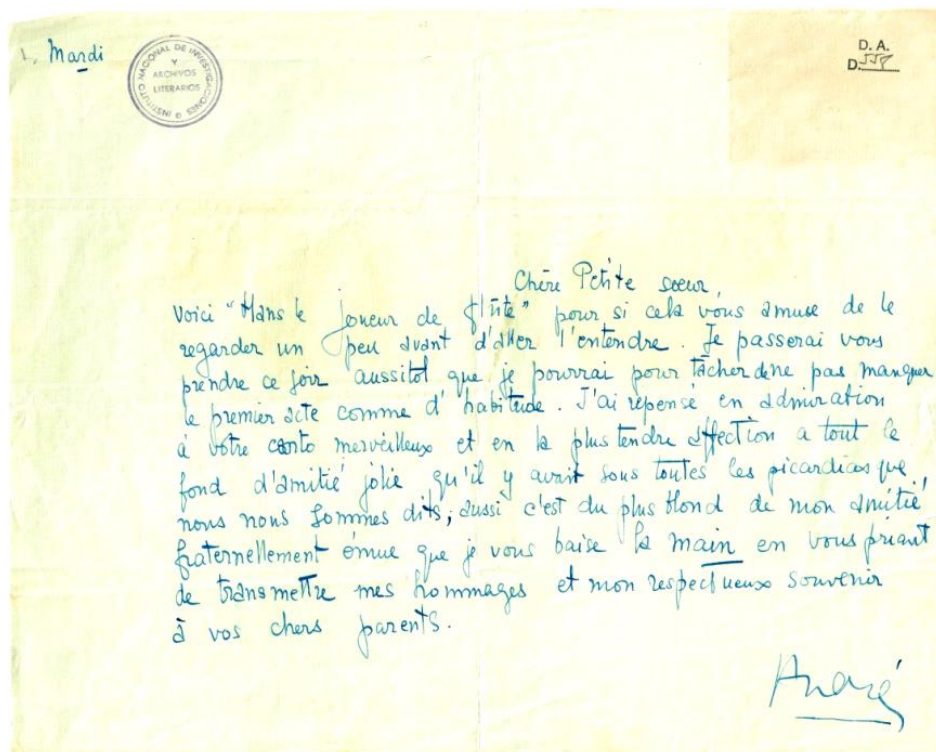 1. Mardi
INSTITUTO NACIONAL DE INVESTIGACIONES
Y
ARCHIVOS
LITERARIOS
D. A.
D. 558
Chère Petite soeur,
Voici "Hans le joueur de flûte" pour si cela vous amuse de le
regarder un peu avant d'aller l'entendre. Je passerai vous
prendre ce soir aussitot que je pourrai pour tâcher de ne pas manquer
le premier acte comme d'habitude. J'ai repensé en admiration
à votre canto merveilleux et en la plus tendre affection a tout le
fond d'amitié jolie qu'il y avait sous toutes les picardias que
nous nous sommes dits; aussi c'est du plus blond de mon amitié
fraternellement émue que je vous baise la main en vous priant
de transmettre mes hommages et mon respectueux souvenir
à vos chers parents.
André